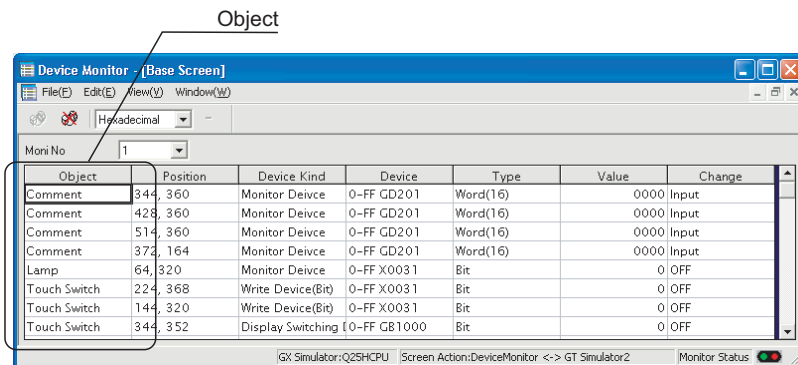 Object
Device Monitor - [Base Screen]
File(F) Edit(E) View(V) Window(W)
Hexadecimal
Moni No 1
Object Position Device Kind Device Type Value Change
Comment 344, 360 Monitor Deivce 0-FF GD201 Word(16) 0000 Input
Comment 428, 360 Monitor Deivce 0-FF GD201 Word(16) 0000 Input
Comment 514, 360 Monitor Deivce 0-FF GD201 Word(16) 0000 Input
Comment 372, 164 Monitor Deivce 0-FF GD201 Word(16) 0000 Input
Lamp 64, 320 Monitor Deivce 0-FF X0031 Bit 0 OFF
Touch Switch 224, 368 Write Device(Bit) 0-FF X0031 Bit 0 OFF
Touch Switch 144, 320 Write Device(Bit) 0-FF X0031 Bit 0 OFF
Touch Switch 344, 352 Display Switching [ 0-FF GB1000 Bit 0 OFF
GX Simulator:Q25HCPU Screen Action:DeviceMonitor <-> GT Simulator2 Monitor Status